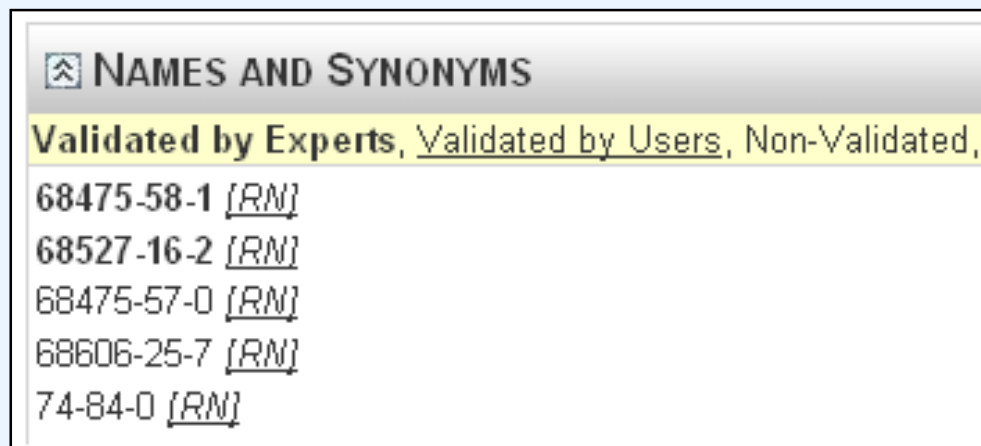 NAMES AND SYNONYMS
Validated by Experts, Validated by Users, Non-Validated,
68475-58-1 [RN]
68527-16-2 [RN]
68475-57-0 [RN]
68606-25-7 [RN]
74-84-0 [RN]